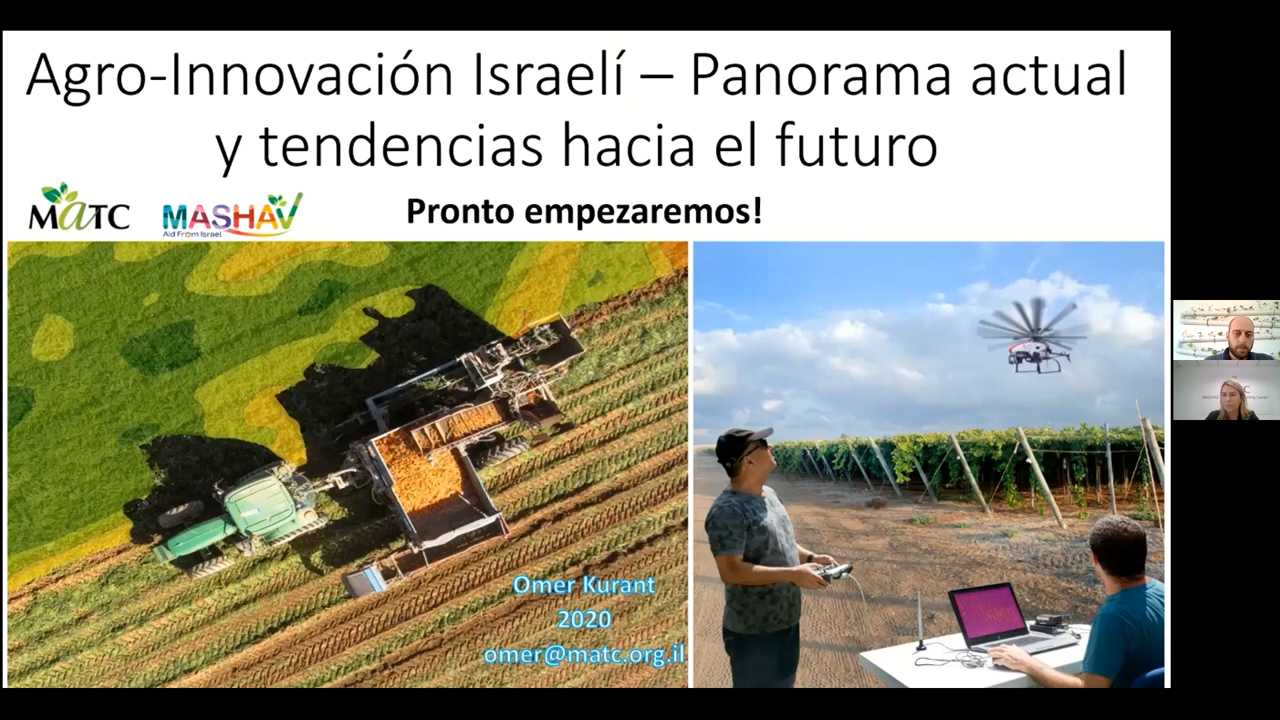 Agro-Innovación Israelí – Panorama actual
y tendencias hacia el futuro
MATC
MASHAV
Aid From Israel
Pronto empezaremos!
Omer Kurant
2020
omer@matc.org.il